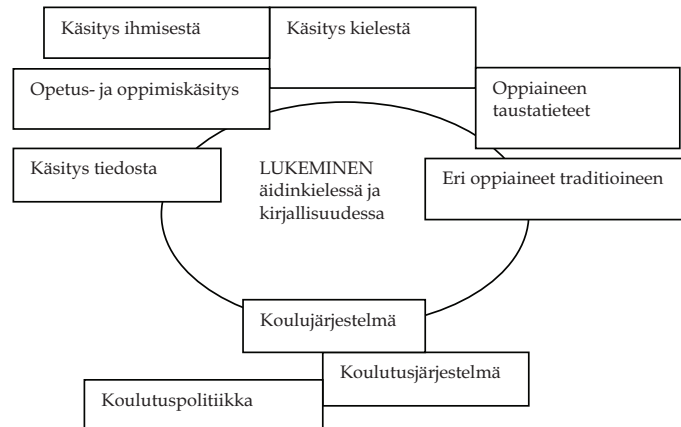 Käsitys ihmisestä
Käsitys kielestä
Opetus- ja oppimiskäsitys
Oppiaineen
taustatieteet
Käsitys tiedosta
LUKEMINEN
äidinkielessä ja
kirjallisuudessa
Eri oppiaineet traditioineen
Koulujärjestelmä
Koulutusjärjestelmä
Koulutuspolitiikka